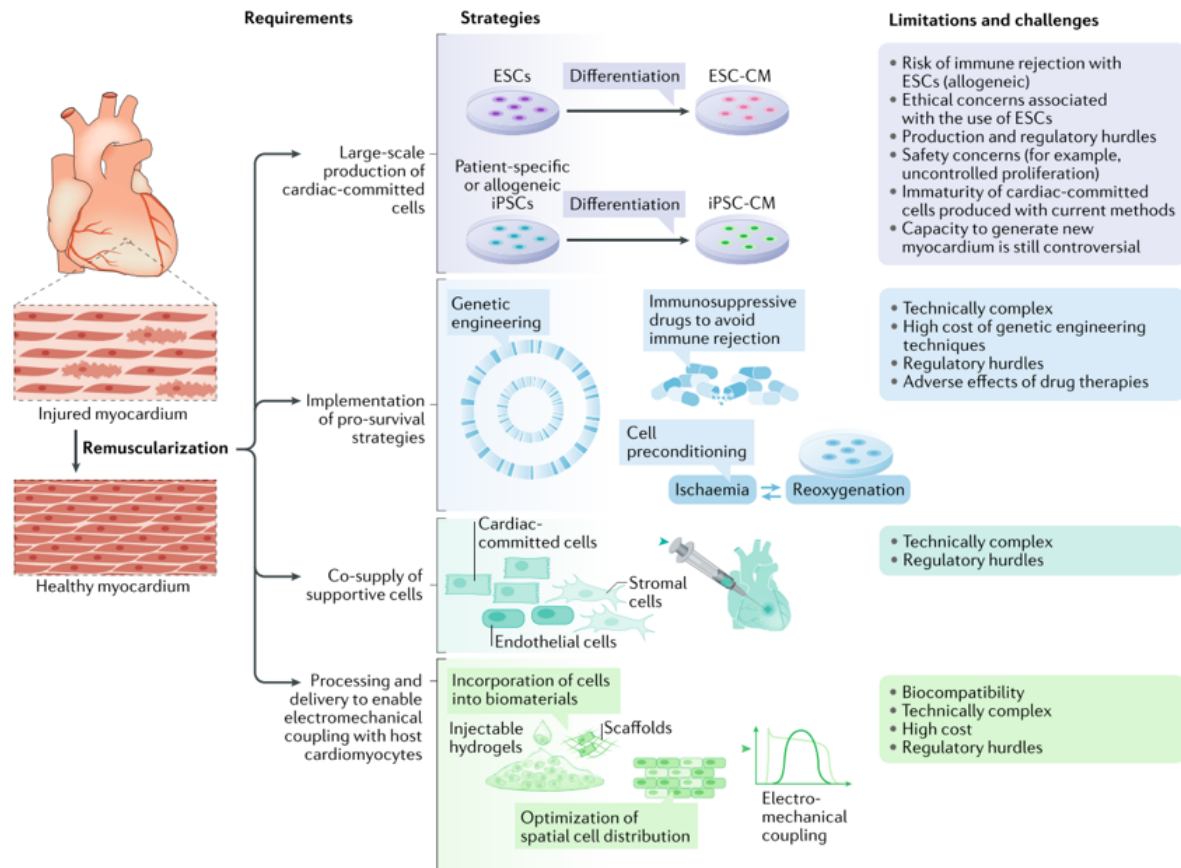 Requirements
Strategies
Limitations and challenges
Injured myocardium
Remuscularization
Healthy myocardium
Large-scale
production of
cardiac-committed
cells
ESCs
Differentiation
ESC-CM
Patient-specific
or allogeneic
iPSCs
Differentiation
iPSC-CM
• Risk of immune rejection with
ESCs (allogeneic)
• Ethical concerns associated
with the use of ESCs
• Production and regulatory hurdles
• Safety concerns (for example,
uncontrolled proliferation)
• Immaturity of cardiac-committed
cells produced with current methods
• Capacity to generate new
myocardium is still controversial
Implementation
of pro-survival
strategies
Genetic
engineering
Immunosuppressive
drugs to avoid
immune rejection
Cell
preconditioning
Ischaemia
Reoxygenation
• Technically complex
• High cost of genetic engineering
techniques
• Regulatory hurdles
• Adverse effects of drug therapies
Co-supply of
supportive cells
Cardiac-
committed cells
Stromal
cells
Endothelial cells
• Technically complex
• Regulatory hurdles
Processing and
delivery to enable
electromechanical
coupling with host
cardiomyocytes
Incorporation of cells
into biomaterials
Injectable
hydrogels
Scaffolds
Optimization of
spatial cell distribution
Electro-
mechanical
coupling
• Biocompatibility
• Technically complex
• High cost
• Regulatory hurdles